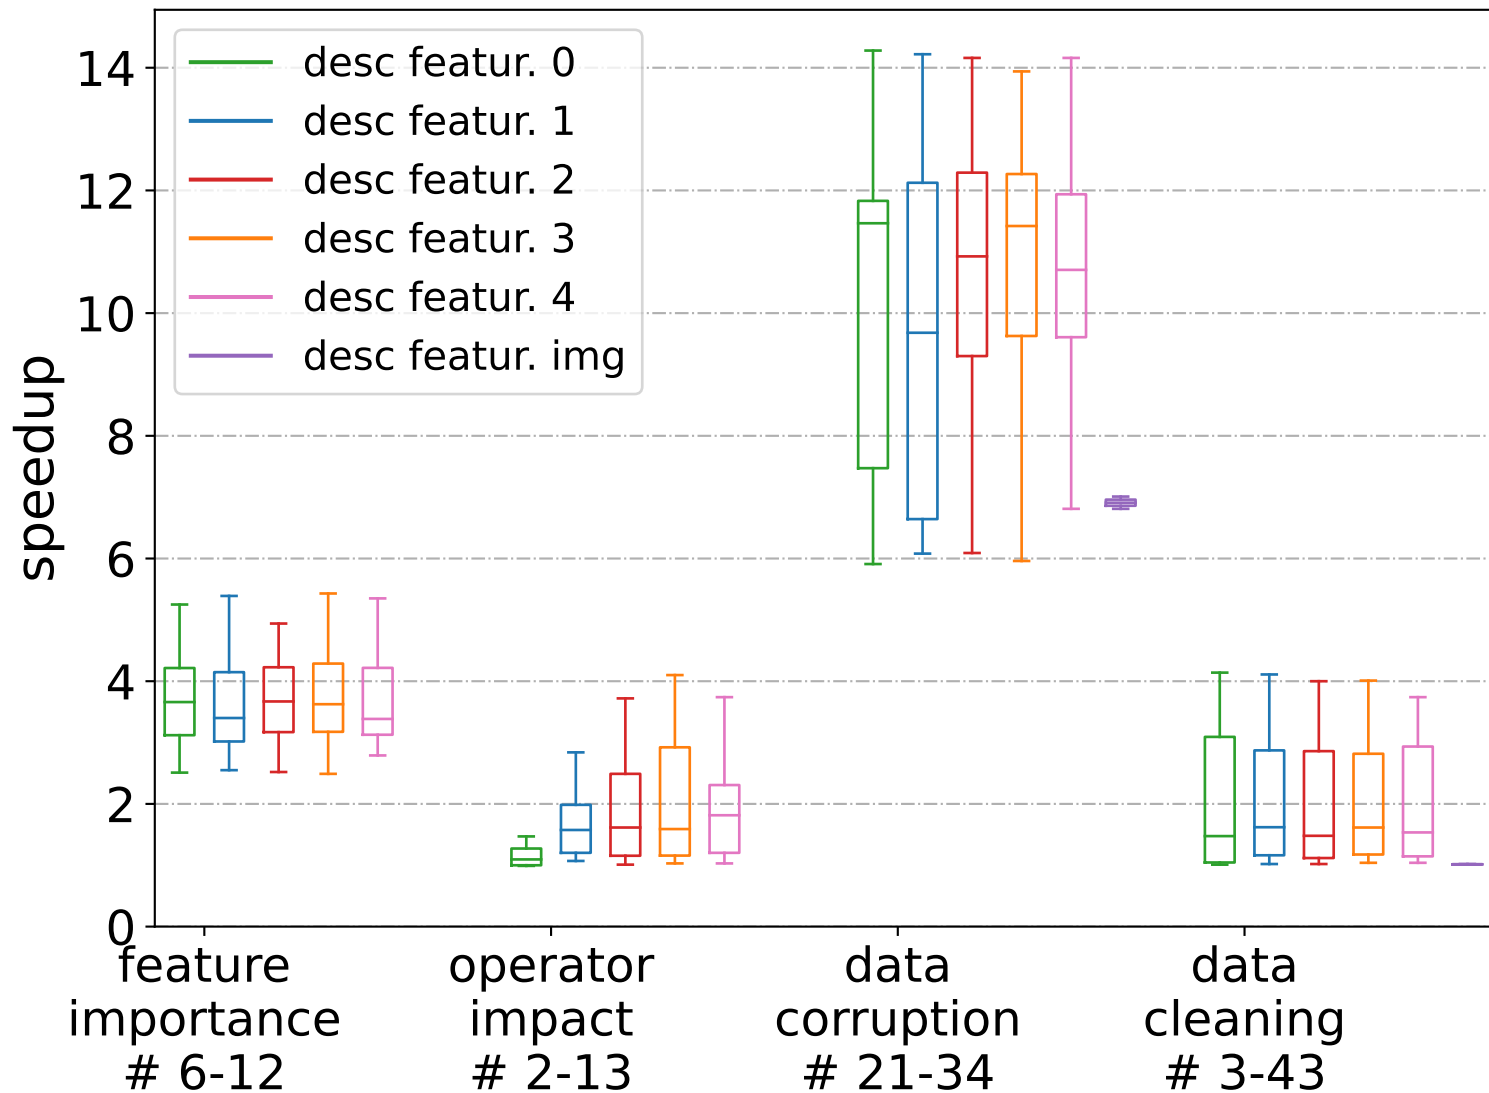 desc featur. 0
desc featur. 1
desc featur. 2
desc featur. 3
desc featur. 4
desc featur. img
speedup
14
12
10
8
6
4
2
0
feature
importance
# 6-12
operator
impact
# 2-13
data
corruption
# 21-34
data
cleaning
# 3-43